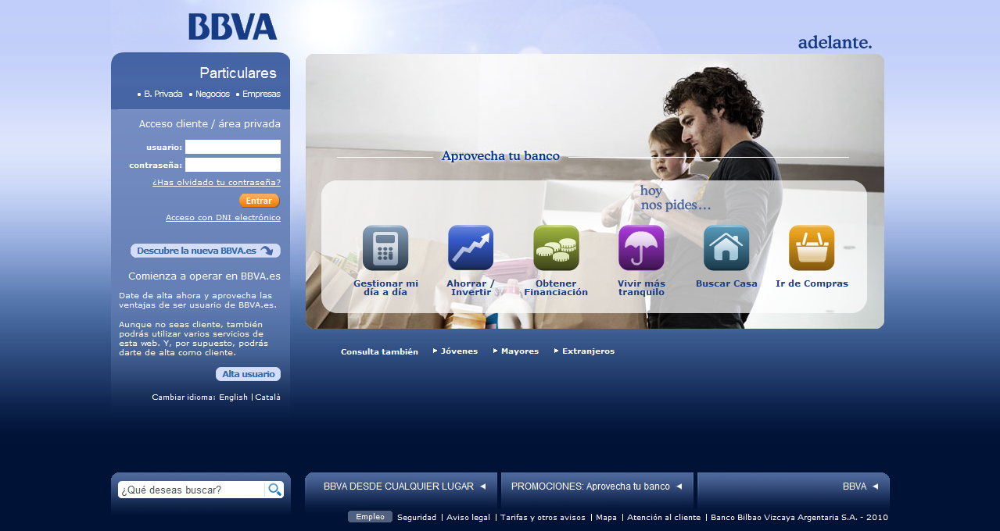 BBVA
adelante.
Particulares
• B. Privada • Negocios • Empresas
Acceso cliente / área privada
usuario:
contraseña:
¿Has olvidado tu contraseña?
Entrar
Acceso con DNI electrónico
Descubre la nueva BBVA.es
Comienza a operar en BBVA.es
Date de alta ahora y aprovecha las
ventajas de ser usuario de BBVA.es.
Aunque no seas cliente, también
podrás utilizar varios servicios de
esta web. Y, por supuesto, podrás
darte de alta como cliente.
Alta usuario
Cambiar idioma: English | Català
Aprovecha tu banco
hoy
nos pides...
Gestionar mi
día a día
Ahorrar /
Invertir
Obtener
Financiación
Vivir más
tranquilo
Buscar Casa
Ir de Compras
Consulta también Jóvenes Mayores Extranjeros
¿Qué deseas buscar?
BBVA DESDE CUALQUIER LUGAR
PROMOCIONES: Aprovecha tu banco
BBVA
Empleo Seguridad | Aviso legal | Tarifas y otros avisos | Mapa | Atención al cliente | Banco Bilbao Vizcaya Argentaria S.A. - 2010